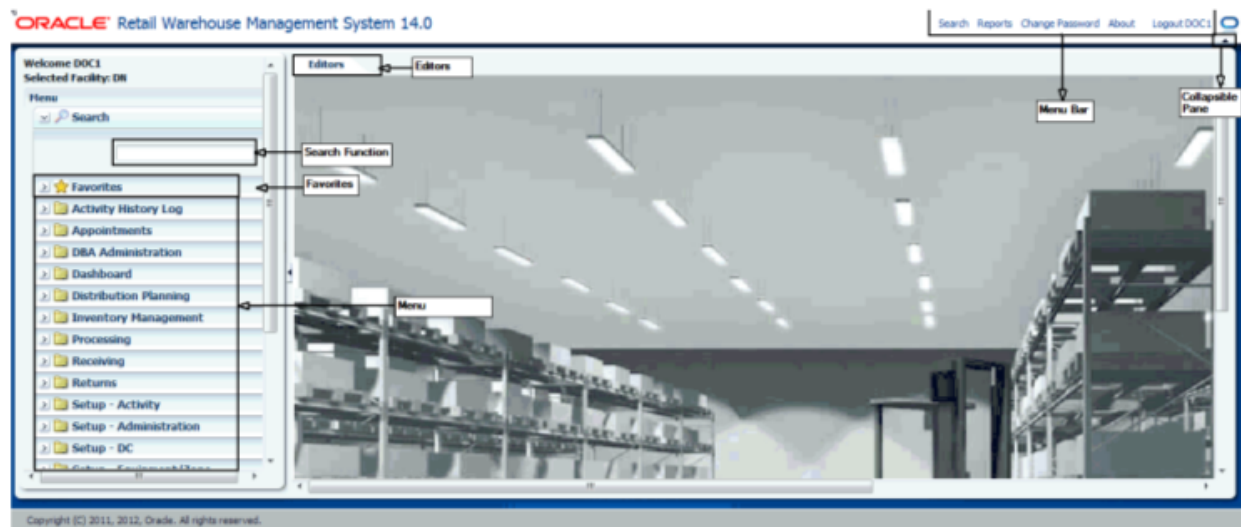 ORACLE Retail Warehouse Management System 14.0
Search Reports Change Password About Logout DOC1
Welcome DOC1
Selected Facility: DN
Menu
Search
Favorites
Activity History Log
Appointments
DBA Administration
Dashboard
Distribution Planning
Inventory Management
Processing
Receiving
Returns
Setup - Activity
Setup - Administration
Setup - DC
Setup - Equipment/Zone
Editors
Editors
Search Function
Favorites
Menu
Menu Bar
Collapsible
Pane
Copyright (C) 2011, 2012, Oracle. All rights reserved.